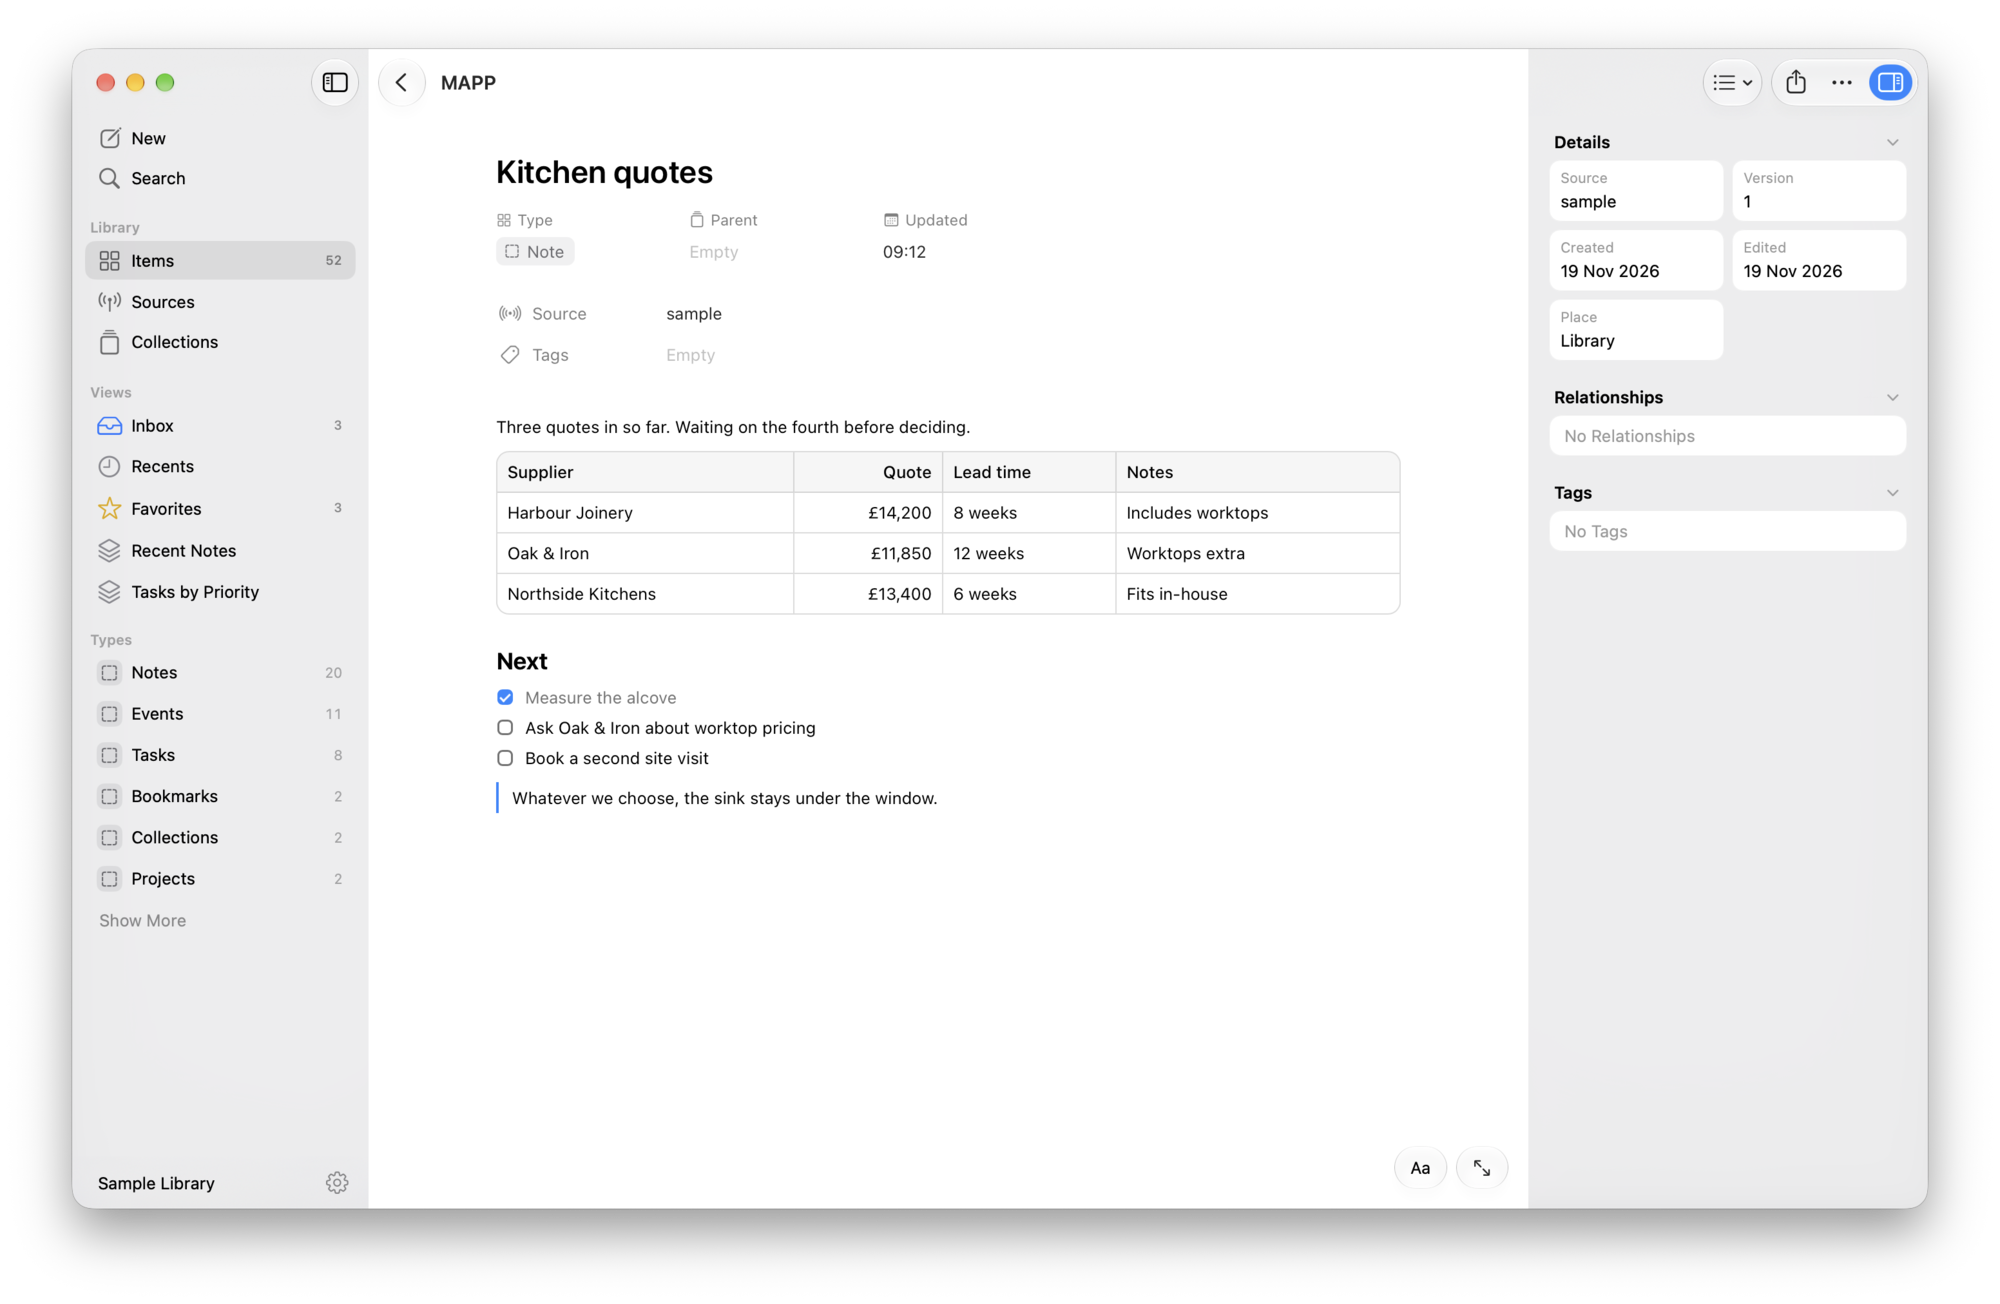 MAPP
New
Search
Library
Items 52
Sources
Collections
Views
Inbox 3
Recents
Favorites 3
Recent Notes
Tasks by Priority
Types
Notes 20
Events 11
Tasks 8
Bookmarks 2
Collections 2
Projects 2
Show More
Sample Library
Kitchen quotes
Type Parent Updated
Note Empty 09:12
Source sample
Tags Empty
Three quotes in so far. Waiting on the fourth before deciding.
Supplier Quote Lead time Notes
Harbour Joinery £14,200 8 weeks Includes worktops
Oak & Iron £11,850 12 weeks Worktops extra
Northside Kitchens £13,400 6 weeks Fits in-house
Next
Measure the alcove
Ask Oak & Iron about worktop pricing
Book a second site visit
Whatever we choose, the sink stays under the window.
Aa
Details
Source Version
sample 1
Created Edited
19 Nov 2026 19 Nov 2026
Place
Library
Relationships
No Relationships
Tags
No Tags